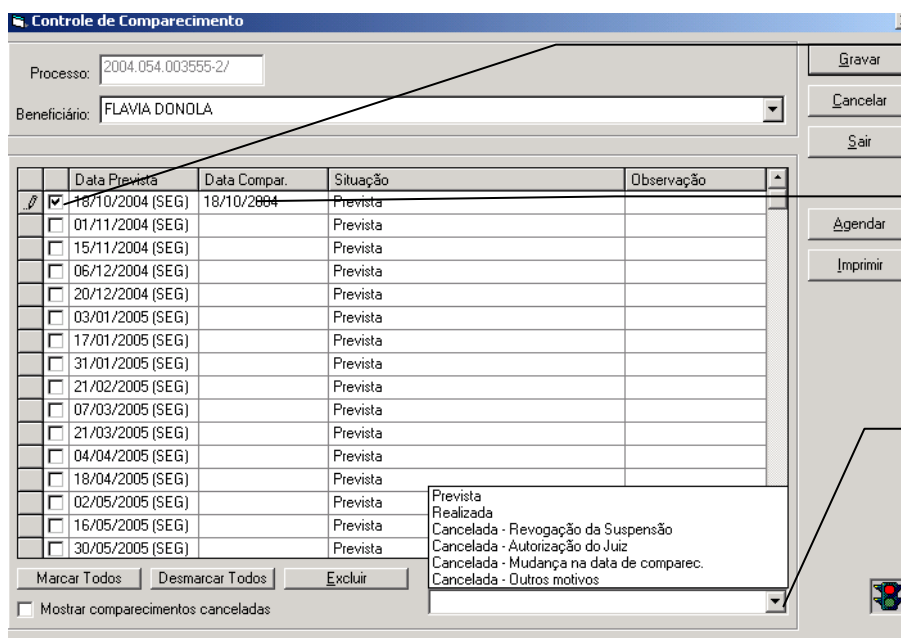 Controle de Comparecimento
Processo: 2004.054.003555-2/
Beneficiário: FLAVIA DONOLA
Gravar
Cancelar
Sair
Agendar
Imprimir
Data Prevista Data Compar. Situação Observação
18/10/2004 (SEG) 18/10/2004 Prevista
01/11/2004 (SEG) Prevista
15/11/2004 (SEG) Prevista
06/12/2004 (SEG) Prevista
20/12/2004 (SEG) Prevista
03/01/2005 (SEG) Prevista
17/01/2005 (SEG) Prevista
31/01/2005 (SEG) Prevista
21/02/2005 (SEG) Prevista
07/03/2005 (SEG) Prevista
21/03/2005 (SEG) Prevista
04/04/2005 (SEG) Prevista
18/04/2005 (SEG) Prevista
02/05/2005 (SEG) Prevista
16/05/2005 (SEG) Prevista
30/05/2005 (SEG) Prevista
Prevista
Realizada
Cancelada - Revogação da Suspensão
Cancelada - Autorização do Juiz
Cancelada - Mudança na data de comparec.
Cancelada - Outros motivos
Marcar Todos Desmarcar Todos Excluir
Mostrar comparecimentos canceladas